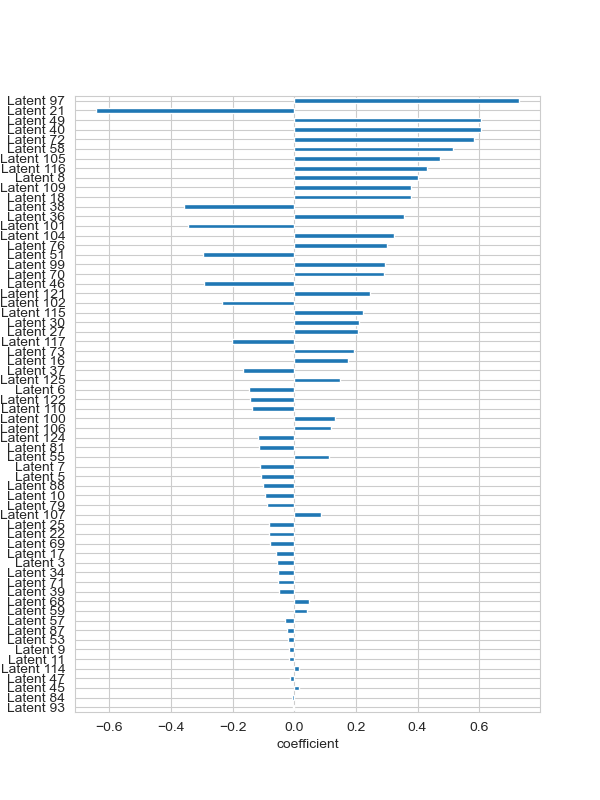 Latent 97
Latent 21
Latent 49
Latent 40
Latent 72
Latent 58
Latent 105
Latent 116
Latent 8
Latent 109
Latent 18
Latent 38
Latent 36
Latent 101
Latent 104
Latent 76
Latent 51
Latent 99
Latent 70
Latent 46
Latent 121
Latent 102
Latent 115
Latent 30
Latent 27
Latent 117
Latent 73
Latent 16
Latent 37
Latent 125
Latent 6
Latent 122
Latent 110
Latent 100
Latent 106
Latent 124
Latent 81
Latent 55
Latent 7
Latent 5
Latent 88
Latent 10
Latent 79
Latent 107
Latent 25
Latent 22
Latent 69
Latent 17
Latent 3
Latent 34
Latent 71
Latent 39
Latent 68
Latent 59
Latent 57
Latent 87
Latent 53
Latent 9
Latent 11
Latent 114
Latent 47
Latent 45
Latent 84
Latent 93
−0.6 −0.4 −0.2 0.0 0.2 0.4 0.6
coefficient